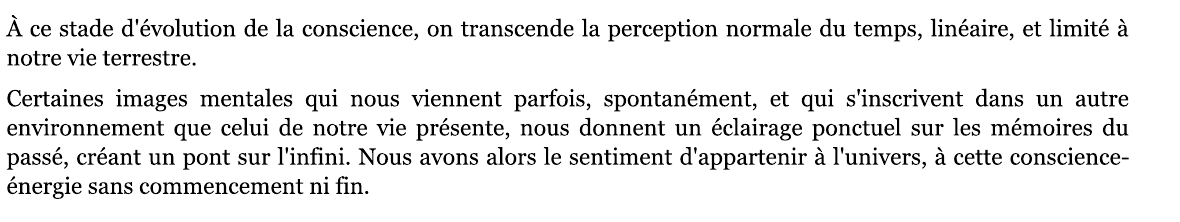 À ce stade d'évolution de la conscience, on transcende la perception normale du temps, linéaire, et limité à
notre vie terrestre.
Certaines images mentales qui nous viennent parfois, spontanément, et qui s'inscrivent dans un autre
environnement que celui de notre vie présente, nous donnent un éclairage ponctuel sur les mémoires du
passé, créant un pont sur l'infini. Nous avons alors le sentiment d'appartenir à l'univers, à cette conscience-
énergie sans commencement ni fin.